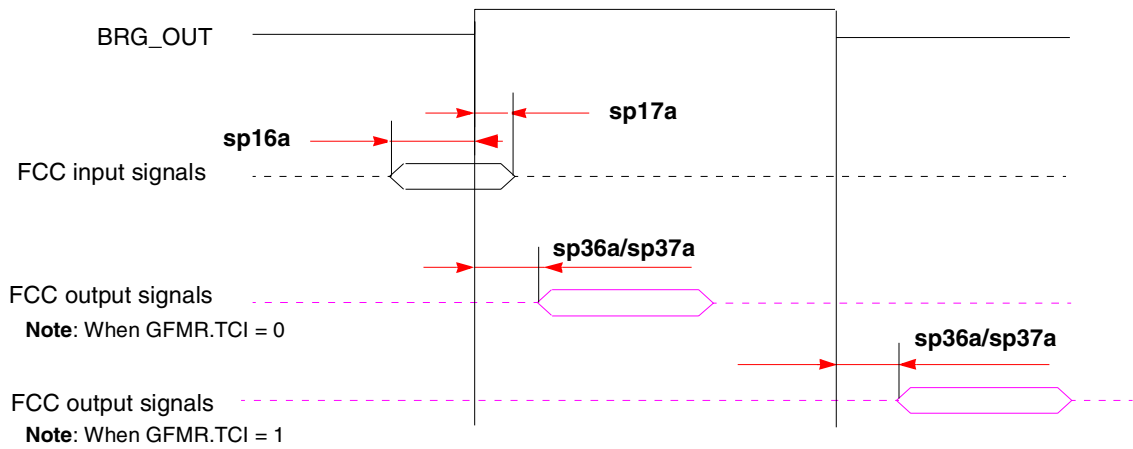 BRG_OUT
sp17a
sp16a
FCC input signals
sp36a/sp37a
FCC output signals
Note: When GFMR.TCI = 0
sp36a/sp37a
FCC output signals
Note: When GFMR.TCI = 1